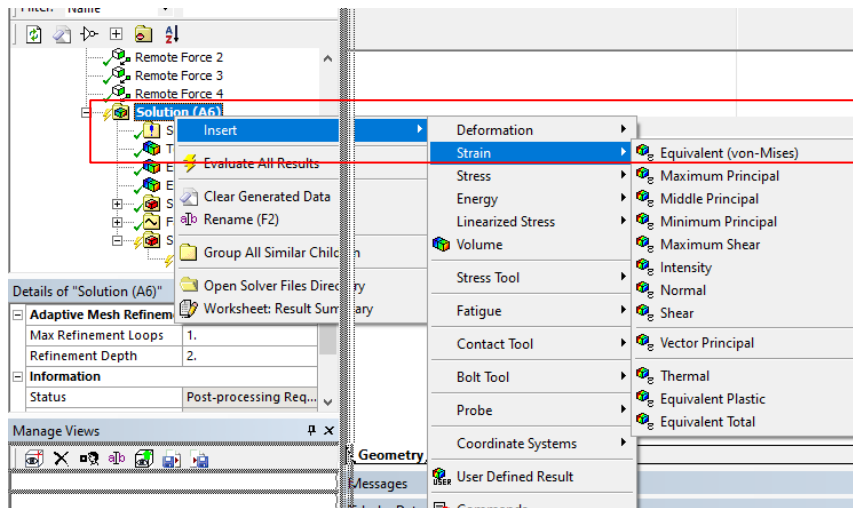 Filter: Name
Remote Force 2
Remote Force 3
Remote Force 4
Solution (A6)
S
T
E
E
S
F
S
Insert
Evaluate All Results
Clear Generated Data
Rename (F2)
Group All Similar Children
Open Solver Files Directory
Worksheet: Result Summary
Deformation
Strain
Stress
Energy
Linearized Stress
Volume
Stress Tool
Fatigue
Contact Tool
Bolt Tool
Probe
Coordinate Systems
User Defined Result
Commands
Equivalent (von-Mises)
Maximum Principal
Middle Principal
Minimum Principal
Maximum Shear
Intensity
Normal
Shear
Vector Principal
Thermal
Equivalent Plastic
Equivalent Total
Details of "Solution (A6)"
Adaptive Mesh Refinem
Max Refinement Loops 1.
Refinement Depth 2.
Information
Status Post-processing Req...
Manage Views
Geometry
Messages